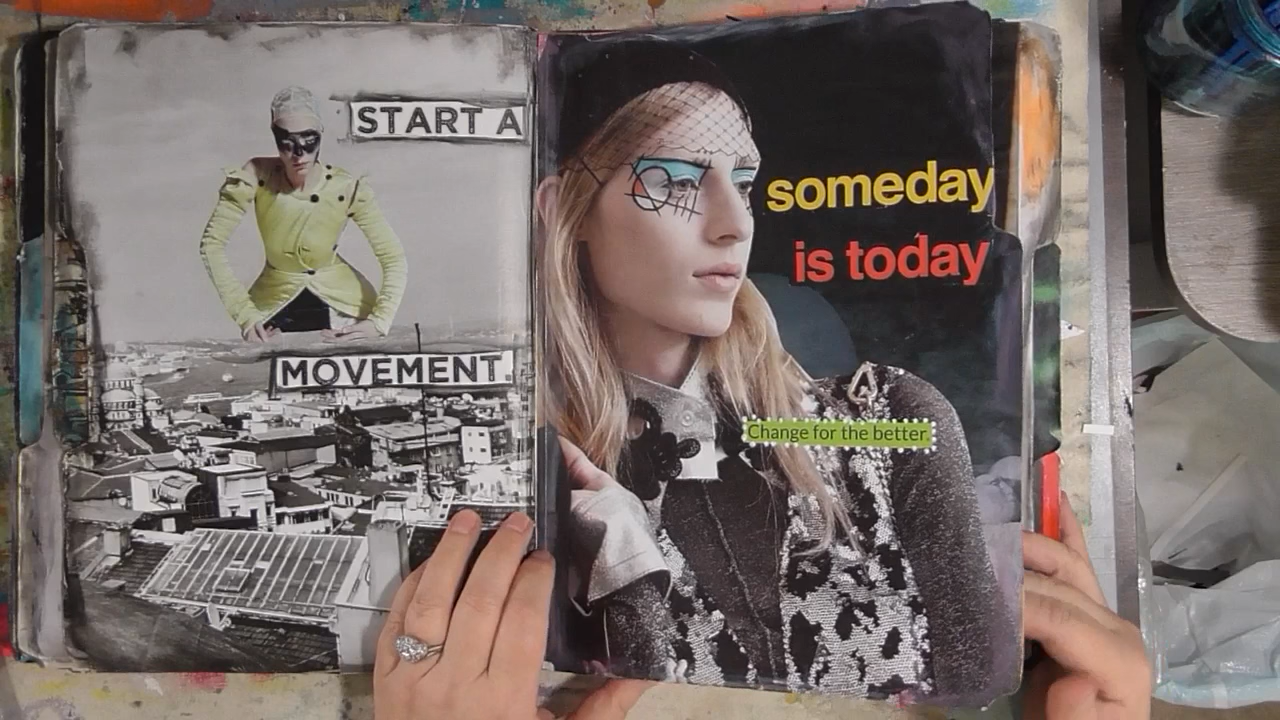 START A
MOVEMENT.
someday
is today
Change for the better.